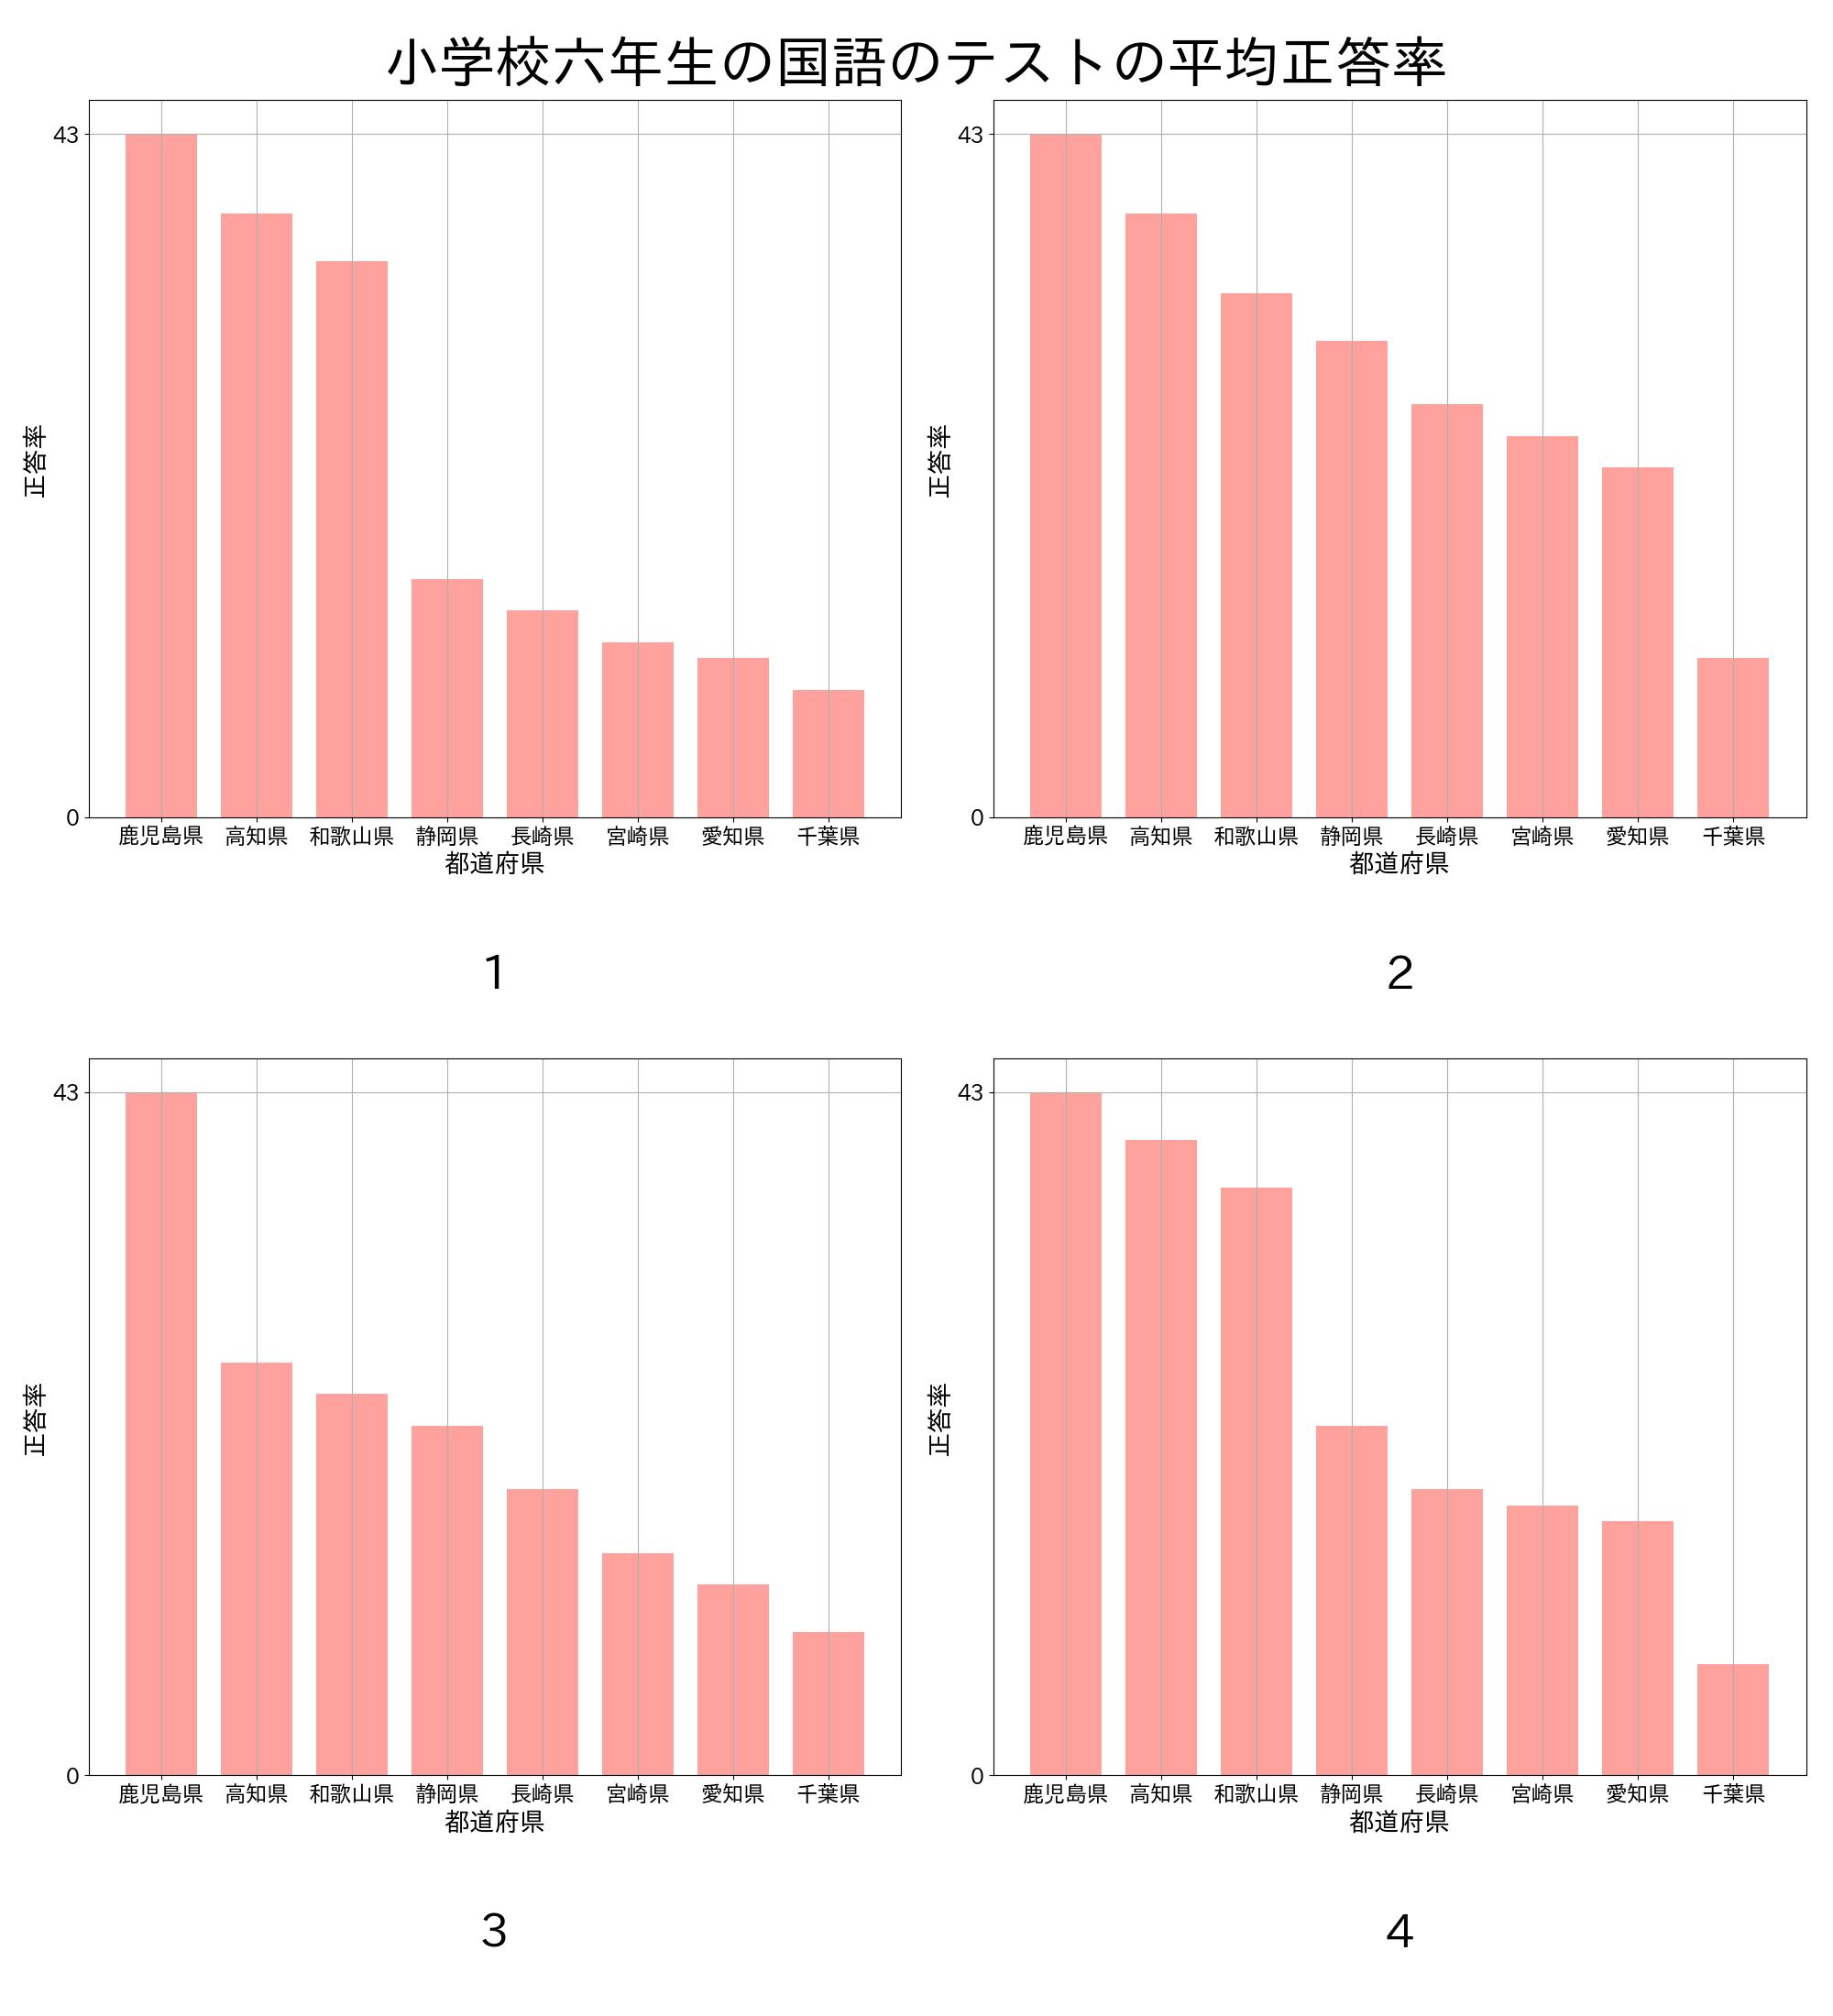 小学校六年生の国語のテストの平均正答率
43
0
正答率
鹿児島県 高知県 和歌山県 静岡県 長崎県 宮崎県 愛知県 千葉県
都道府県
1
43
0
正答率
鹿児島県 高知県 和歌山県 静岡県 長崎県 宮崎県 愛知県 千葉県
都道府県
2
43
0
正答率
鹿児島県 高知県 和歌山県 静岡県 長崎県 宮崎県 愛知県 千葉県
都道府県
3
43
0
正答率
鹿児島県 高知県 和歌山県 静岡県 長崎県 宮崎県 愛知県 千葉県
都道府県
4